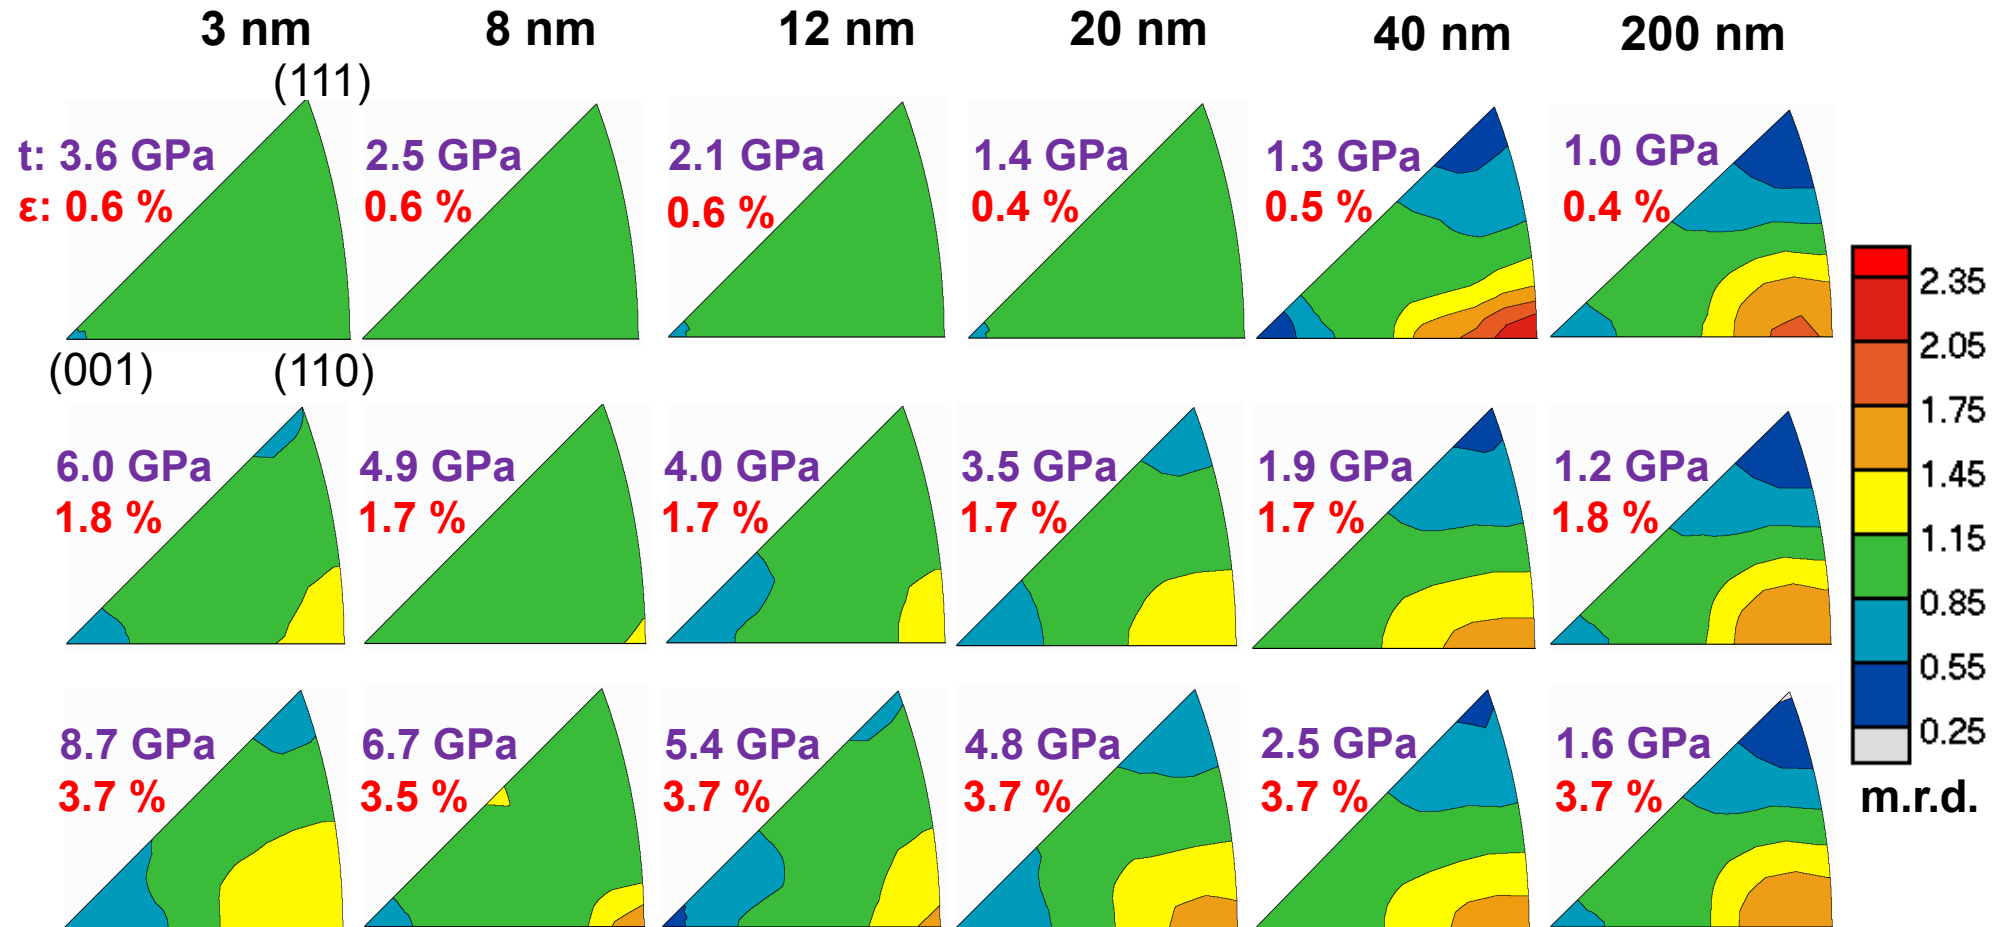 3 nm 8 nm 12 nm 20 nm 40 nm 200 nm
(111)
t: 3.6 GPa 2.5 GPa 2.1 GPa 1.4 GPa 1.3 GPa 1.0 GPa
ε: 0.6 % 0.6 % 0.6 % 0.4 % 0.5 % 0.4 %
(001) (110)
6.0 GPa 4.9 GPa 4.0 GPa 3.5 GPa 1.9 GPa 1.2 GPa
1.8 % 1.7 % 1.7 % 1.7 % 1.7 % 1.8 %
8.7 GPa 6.7 GPa 5.4 GPa 4.8 GPa 2.5 GPa 1.6 GPa
3.7 % 3.5 % 3.7 % 3.7 % 3.7 % 3.7 %
2.35
2.05
1.75
1.45
1.15
0.85
0.55
0.25
m.r.d.